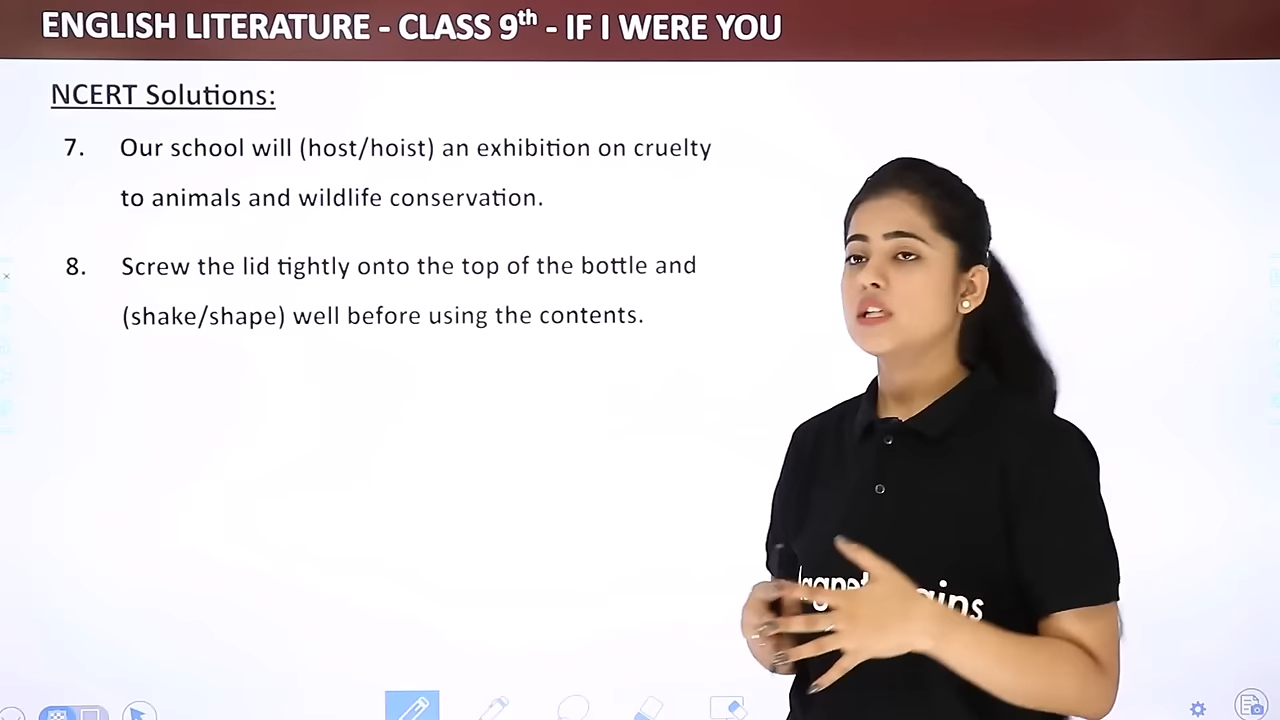 ENGLISH LITERATURE - CLASS 9th - IF I WERE YOU
NCERT Solutions:
7. Our school will (host/hoist) an exhibition on cruelty
to animals and wildlife conservation.
8. Screw the lid tightly onto the top of the bottle and
(shake/shape) well before using the contents.